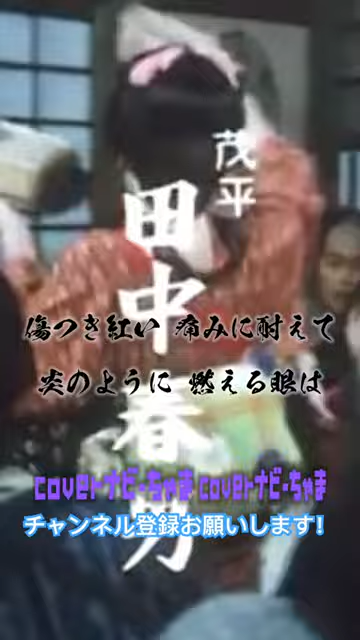 茂平
田中春男
傷つき紅い 痛みに耐えて
炎のように 燃える眼は
coverナビ-ちゃま coverナビ-ちゃま
チャンネル登録お願いします!